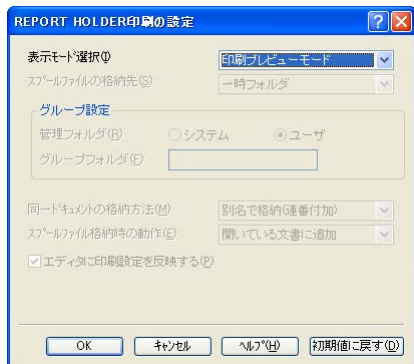 REPORT HOLDER印刷の設定
表示モード選択(I) 印刷プレビューモード
スプールファイルの格納先(S) 一時フォルダ
グループ設定
管理フォルダ(R) システム ユーザ
グループフォルダ(F)
同一ドキュメントの格納方法(M) 別名で格納(連番付加)
スプールファイル格納時の動作(E) 開いている文書に追加
エディタに印刷設定を反映する(P)
OK キャンセル ヘルプ(H) 初期値に戻す(D)